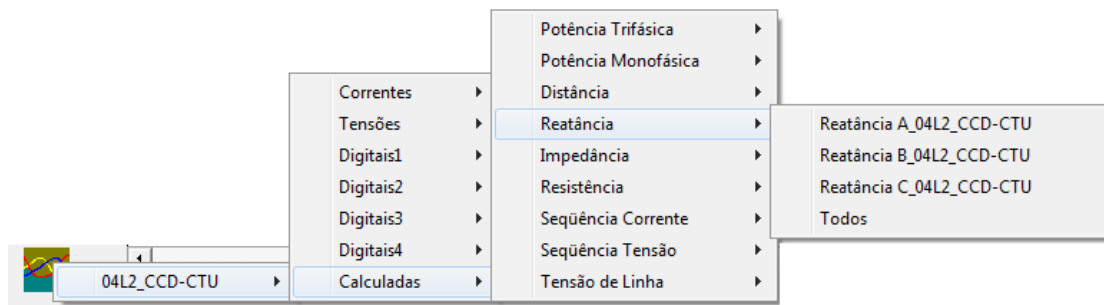 04L2_CCD-CTU
Correntes
Tensões
Digitais1
Digitais2
Digitais3
Digitais4
Calculadas
Potência Trifásica
Potência Monofásica
Distância
Reatância
Impedância
Resistência
Seqüência Corrente
Seqüência Tensão
Tensão de Linha
Reatância A_04L2_CCD-CTU
Reatância B_04L2_CCD-CTU
Reatância C_04L2_CCD-CTU
Todos